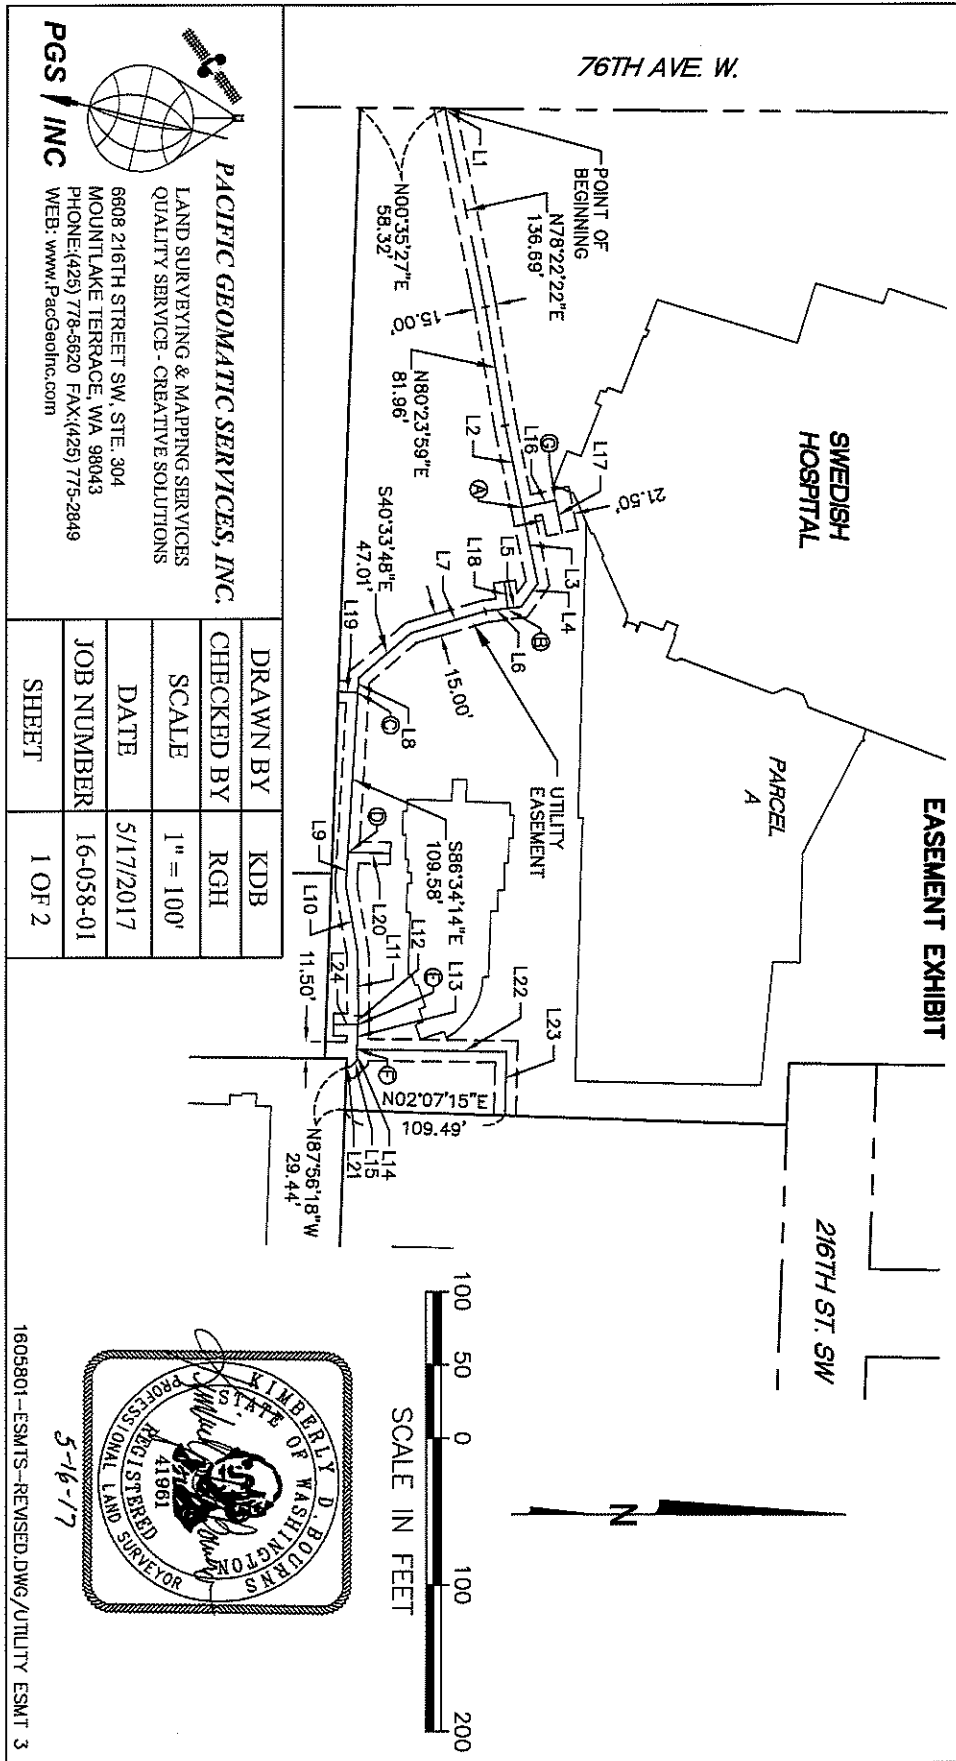 EASEMENT EXHIBIT
76TH AVE. W.
SWEDISH
HOSPITAL
PARCEL
A
216TH ST. SW
POINT OF
BEGINNING
L1
N78°22'22"E
136.69'
N00°35'27"E
58.32'
15.00'
N80°23'59"E
81.96'
L2
L16
G
L17
21.50'
A
L3
L4
L5
L18
B
L6
L7
S40°33'48"E
47.01'
15.00'
L19
L8
C
UTILITY
EASEMENT
S86°34'14"E
109.58'
D
L9
L10
L20
L11
L12
L13
L24
11.50'
L22
L23
N02°07'15"E
109.49'
L14
L15
L21
N87°56'18"W
29.44'
100 50 0 100 200
SCALE IN FEET
N
KIMBERLY D. BOURNS
STATE OF WASHINGTON
41961
REGISTERED
PROFESSIONAL LAND SURVEYOR
5-16-17
PGS INC
PACIFIC GEOMATIC SERVICES, INC.
LAND SURVEYING & MAPPING SERVICES
QUALITY SERVICE - CREATIVE SOLUTIONS
6608 216TH STREET SW, STE. 304
MOUNTLAKE TERRACE, WA 98043
PHONE:(425) 778-5620 FAX:(425) 775-2849
WEB: www.PacGeoInc.com
DRAWN BY KDB
CHECKED BY RGH
SCALE 1" = 100'
DATE 5/17/2017
JOB NUMBER 16-058-01
SHEET 1 OF 2
1605801-ESMTS-REVISED.DWG/UTILITY ESMT 3